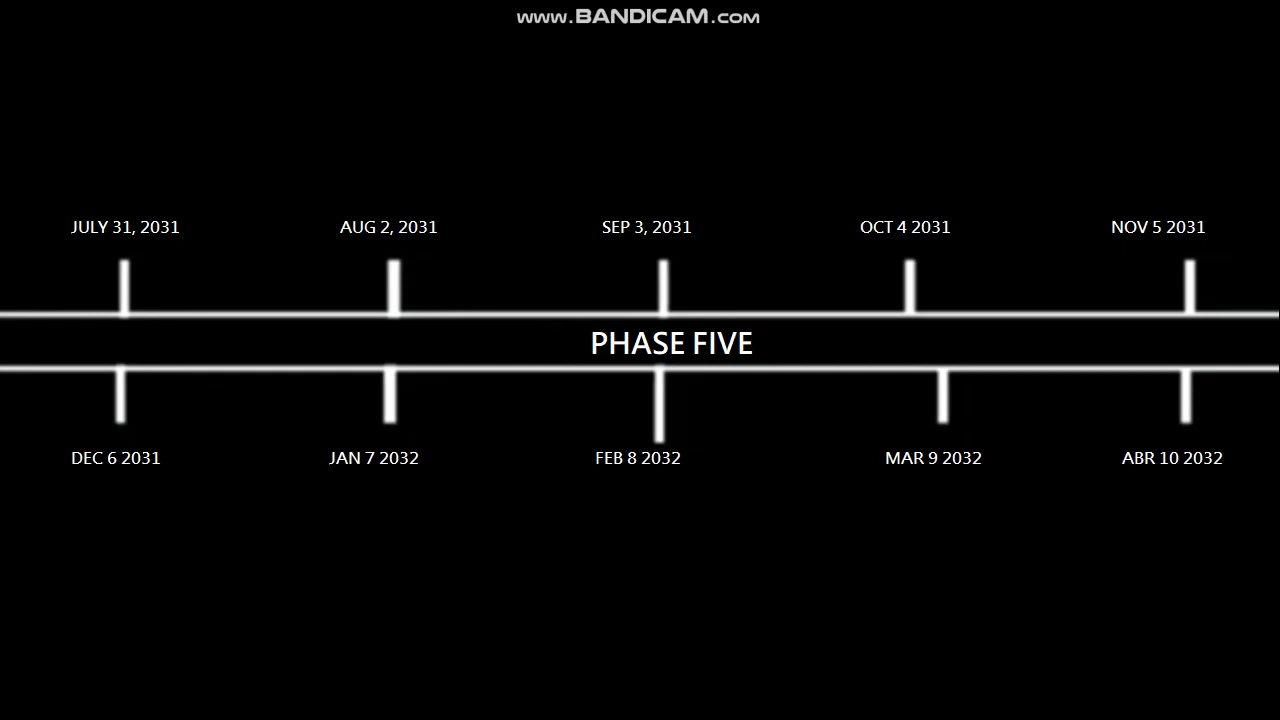 www.BANDICAM.com
JULY 31, 2031
AUG 2, 2031
SEP 3, 2031
OCT 4 2031
NOV 5 2031
PHASE FIVE
DEC 6 2031
JAN 7 2032
FEB 8 2032
MAR 9 2032
ABR 10 2032